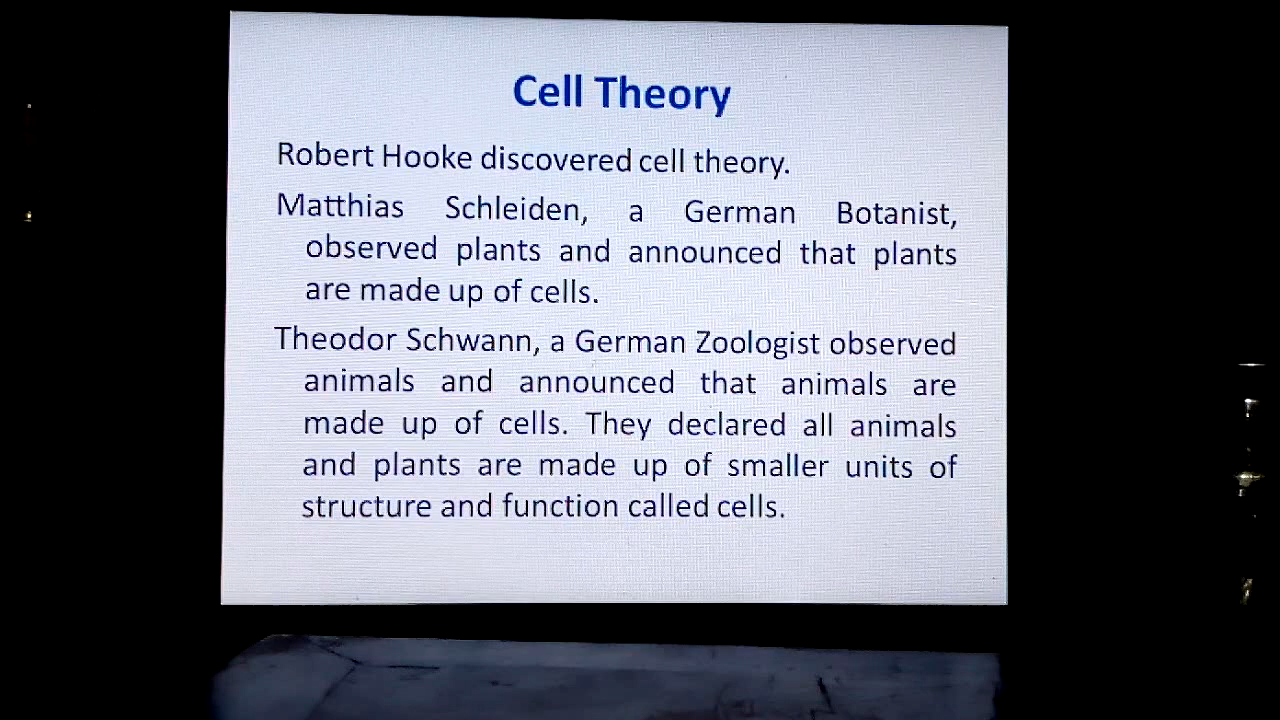 Cell Theory
Robert Hooke discovered cell theory.
Matthias Schleiden, a German Botanist,
observed plants and announced that plants
are made up of cells.
Theodor Schwann, a German Zoologist observed
animals and announced that animals are
made up of cells. They declared all animals
and plants are made up of smaller units of
structure and function called cells.